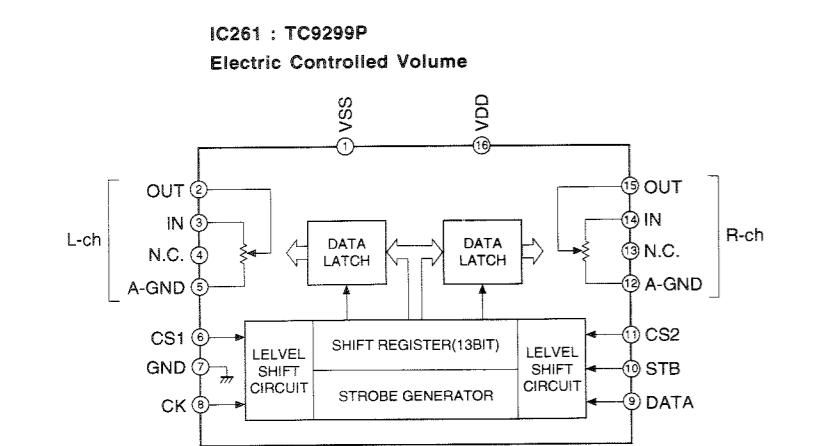 IC261 : TC9299P
Electric Controlled Volume
VSS
VDD
1
16
L-ch
OUT 2
IN 3
N.C. 4
A-GND 5
CS1 6
GND 7
CK 8
DATA
LATCH
DATA
LATCH
LELVEL
SHIFT
CIRCUIT
SHIFT REGISTER(13BIT)
STROBE GENERATOR
LELVEL
SHIFT
CIRCUIT
15 OUT
14 IN
13 N.C.
12 A-GND
R-ch
11 CS2
10 STB
9 DATA